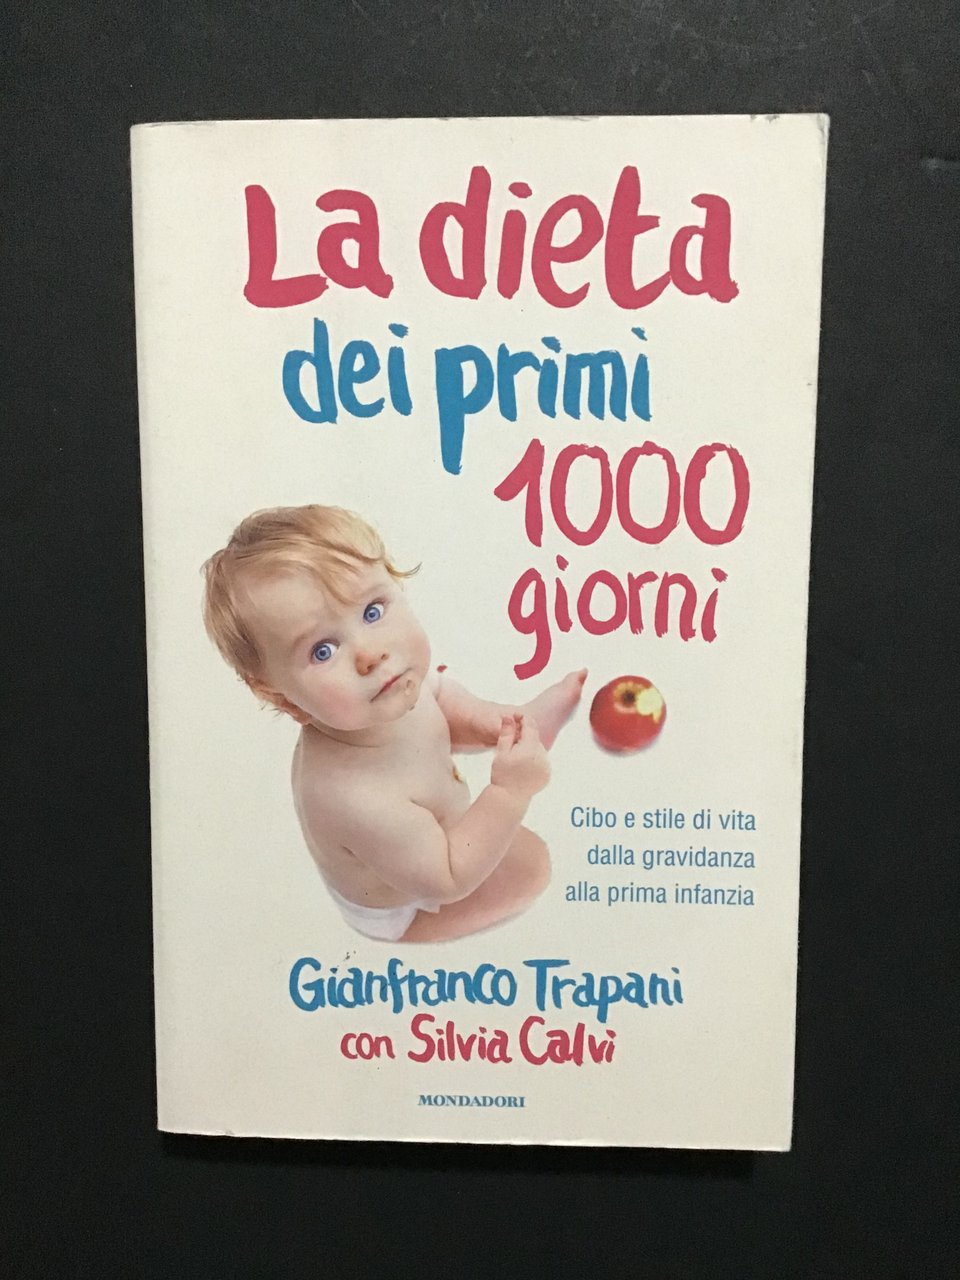 La dieta
dei primi
1000
giorni
Cibo e stile di vita
dalla gravidanza
alla prima infanzia
Gianfranco Trapani
con Silvia Calvi
MONDADORI